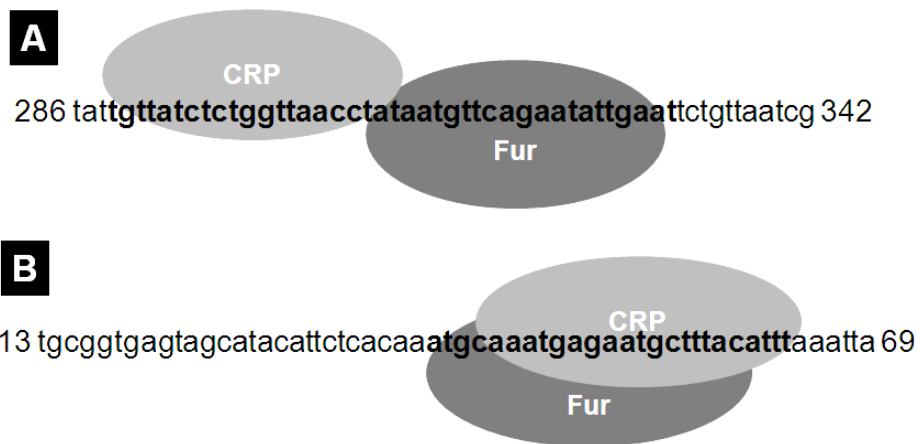 A
CRP
286 tattgttatctctggttaacctataatgttcagaatattgaattctgttaatcg 342
Fur
B
CRP
13 tgcggtgagtagcatacattctcacaaatgcaaatgagaatgctttacatttaaatta 69
Fur